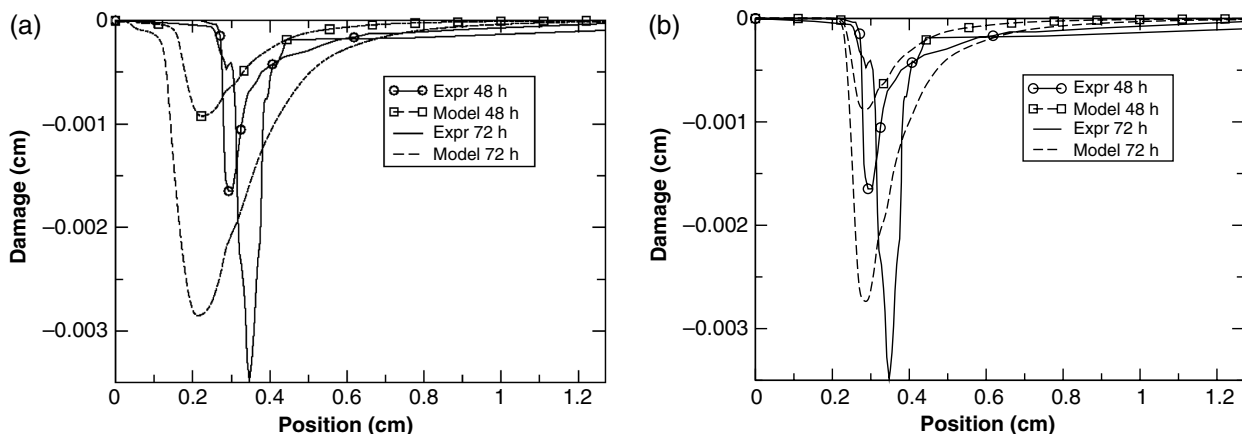 (a)
0
−0.001
−0.002
−0.003
Damage (cm)
0 0.2 0.4 0.6 0.8 1 1.2
Position (cm)
Expr 48 h
Model 48 h
Expr 72 h
Model 72 h
(b)
0
−0.001
−0.002
−0.003
Damage (cm)
0 0.2 0.4 0.6 0.8 1 1.2
Position (cm)
Expr 48 h
Model 48 h
Expr 72 h
Model 72 h